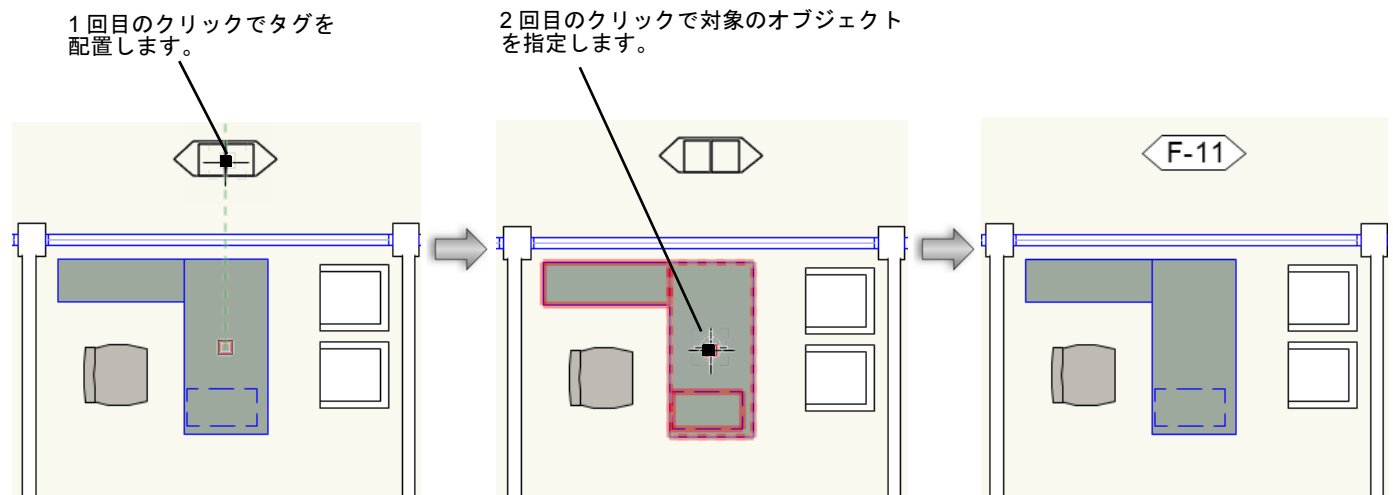 1回目のクリックでタグを
配置します。
2回目のクリックで対象のオブジェクト
を指定します。
F-11